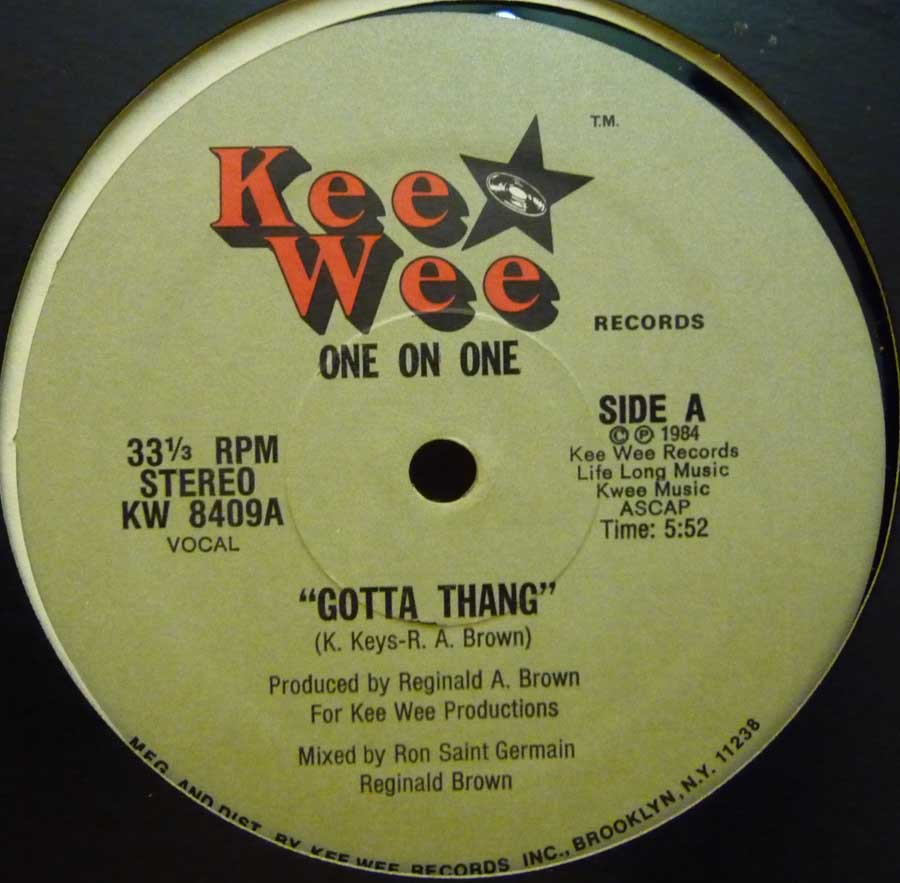 T.M.
Kee
Wee
RECORDS
ONE ON ONE
33⅓ RPM
STEREO
KW 8409A
VOCAL
SIDE A
© ℗ 1984
Kee Wee Records
Life Long Music
Kwee Music
ASCAP
Time: 5:52
“GOTTA THANG”
(K. Keys-R. A. Brown)
Produced by Reginald A. Brown
For Kee Wee Productions
Mixed by Ron Saint Germain
Reginald Brown
MFG. AND DIST. BY KEE WEE RECORDS INC., BROOKLYN, N.Y. 11238